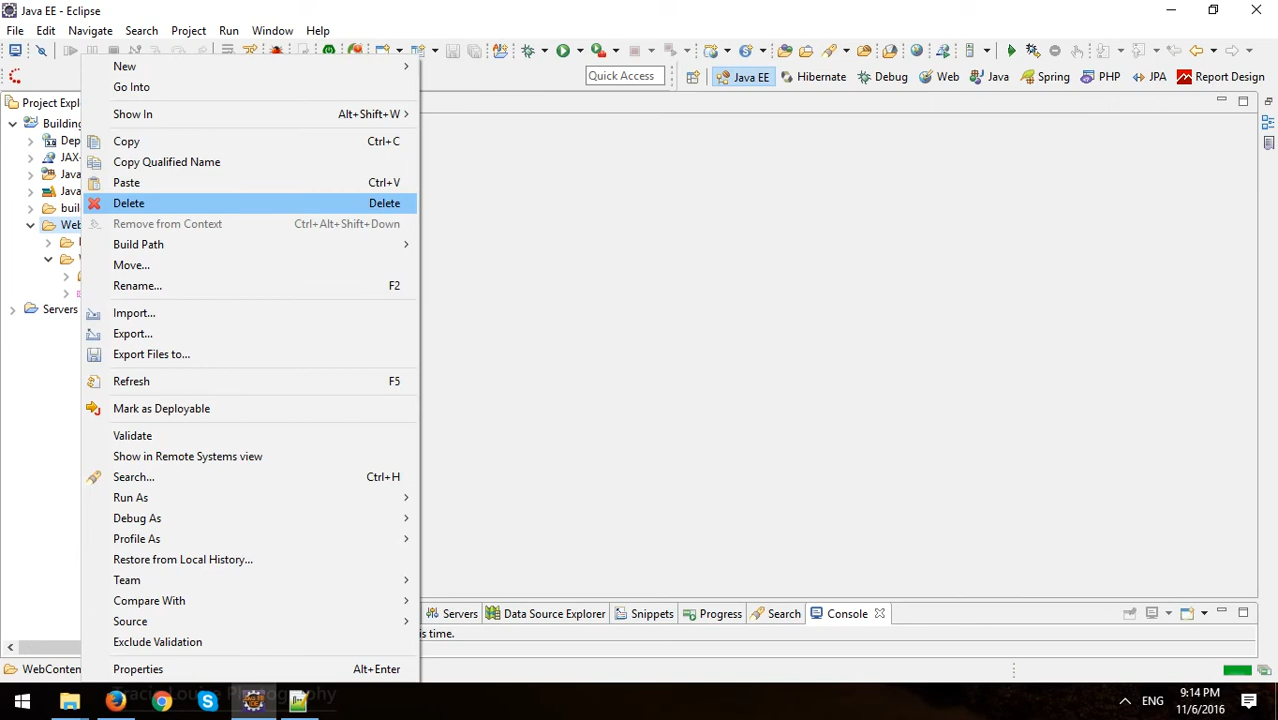 Java EE - Eclipse
File Edit Navigate Search Project Run Window Help
Quick Access Java EE Hibernate Debug Web Java Spring PHP JPA Report Design
Project Expl
Building
Dep
JAX-
Java
Java
buil
Web
Servers
New
Go Into
Show In Alt+Shift+W
Copy Ctrl+C
Copy Qualified Name
Paste Ctrl+V
Delete Delete
Remove from Context Ctrl+Alt+Shift+Down
Build Path
Move...
Rename... F2
Import...
Export...
Export Files to...
Refresh F5
Mark as Deployable
Validate
Show in Remote Systems view
Search... Ctrl+H
Run As
Debug As
Profile As
Restore from Local History...
Team
Compare With
Source
Exclude Validation
Properties Alt+Enter
Servers Data Source Explorer Snippets Progress Search Console
is time.
WebConten
ENG
9:14 PM
11/6/2016